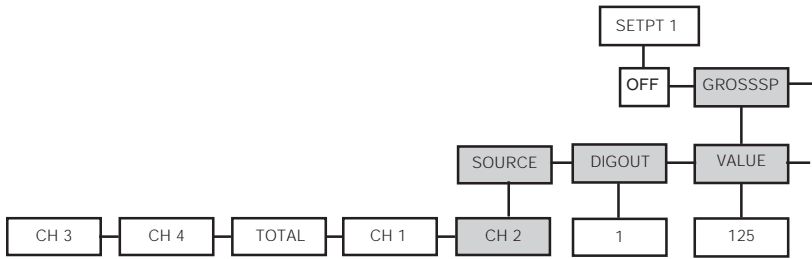 SETPT 1
OFF GROSSSP
SOURCE DIGOUT VALUE
CH 3 CH 4 TOTAL CH 1 CH 2 1 125